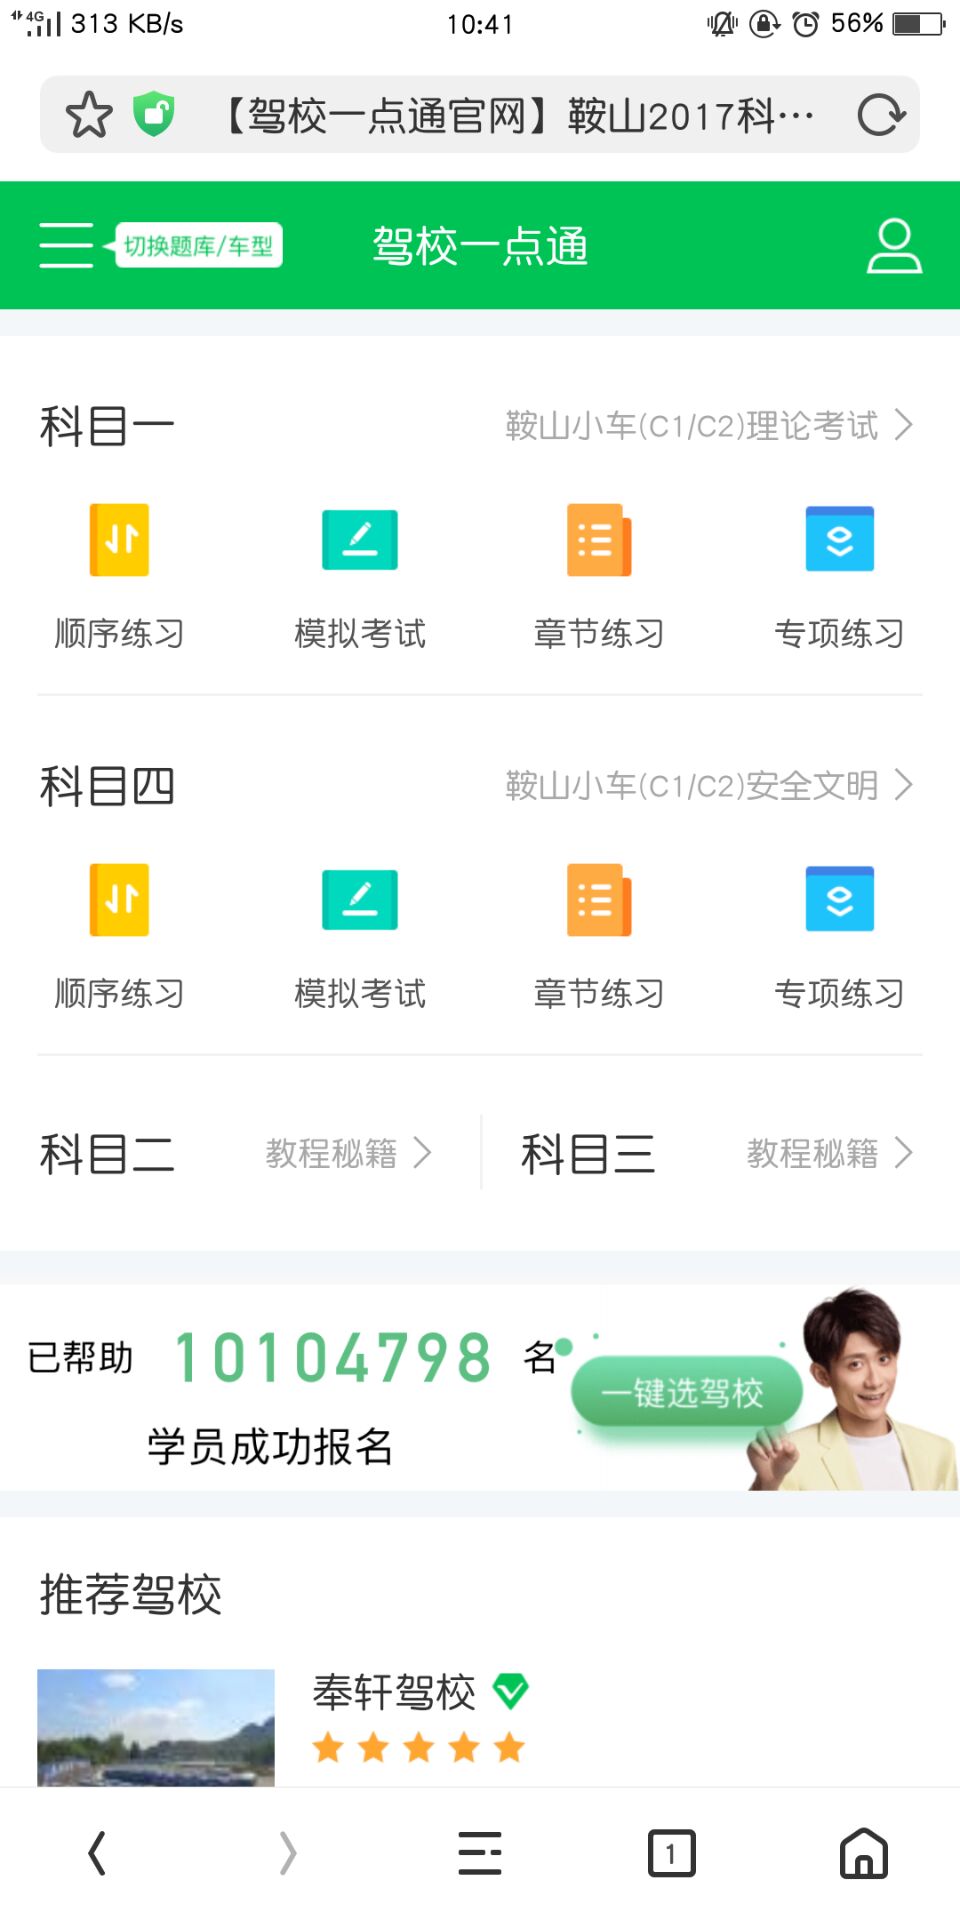 4G 313 KB/s 10:41 56%
【驾校一点通官网】鞍山2017科…
切换题库/车型 驾校一点通
科目一 鞍山小车(C1/C2)理论考试
顺序练习 模拟考试 章节练习 专项练习
科目四 鞍山小车(C1/C2)安全文明
顺序练习 模拟考试 章节练习 专项练习
科目二 教程秘籍 科目三 教程秘籍
已帮助 10104798 名
一键选驾校
学员成功报名
推荐驾校
奉轩驾校
1